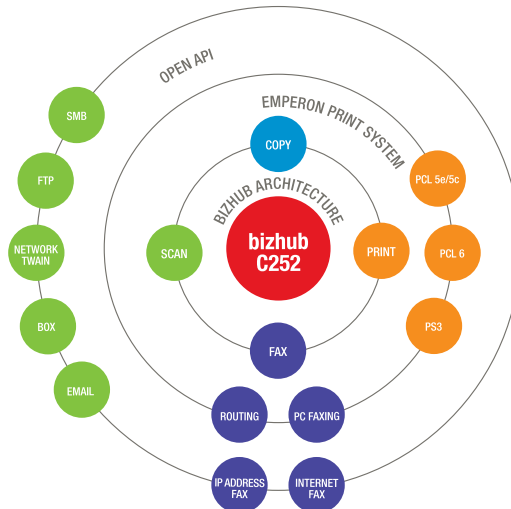 OPEN API
SMB
EMPERON PRINT SYSTEM
COPY
FTP
PCL 5e/5c
BIZHUB ARCHITECTURE
NETWORK
TWAIN
SCAN
bizhub
C252
PRINT
PCL 6
BOX
PS3
FAX
EMAIL
ROUTING
PC FAXING
IP ADDRESS
FAX
INTERNET
FAX